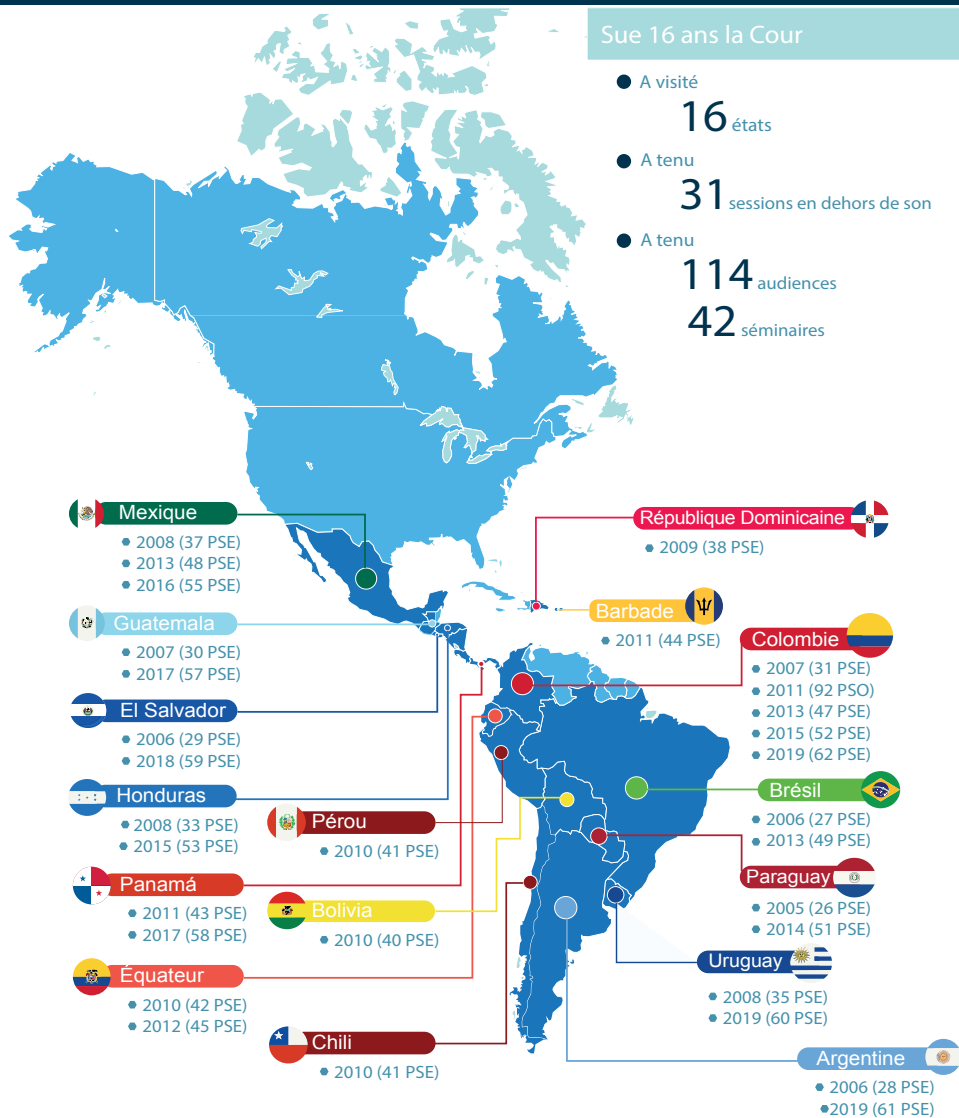 Sue 16 ans la Cour
A visité
16 états
A tenu
31 sessions en dehors de son
A tenu
114 audiences
42 séminaires
Mexique
2008 (37 PSE)
2013 (48 PSE)
2016 (55 PSE)
Guatemala
2007 (30 PSE)
2017 (57 PSE)
El Salvador
2006 (29 PSE)
2018 (59 PSE)
Honduras
2008 (33 PSE)
2015 (53 PSE)
Panamá
2011 (43 PSE)
2017 (58 PSE)
Équateur
2010 (42 PSE)
2012 (45 PSE)
Pérou
2010 (41 PSE)
Bolivia
2010 (40 PSE)
Chili
2010 (41 PSE)
République Dominicaine
2009 (38 PSE)
Barbade
2011 (44 PSE)
Colombie
2007 (31 PSE)
2011 (92 PSO)
2013 (47 PSE)
2015 (52 PSE)
2019 (62 PSE)
Brésil
2006 (27 PSE)
2013 (49 PSE)
Paraguay
2005 (26 PSE)
2014 (51 PSE)
Uruguay
2008 (35 PSE)
2019 (60 PSE)
Argentine
2006 (28 PSE)
2019 (61 PSE)